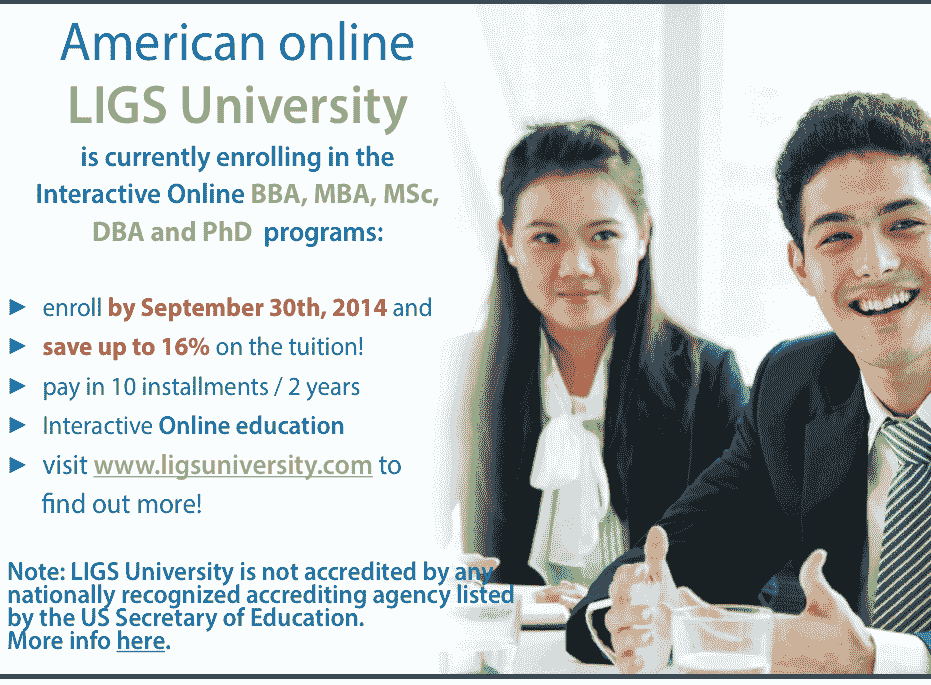 American online
LIGS University
is currently enrolling in the
Interactive Online BBA, MBA, MSc,
DBA and PhD programs:
► enroll by September 30th, 2014 and
► save up to 16% on the tuition!
► pay in 10 installments / 2 years
► Interactive Online education
► visit www.ligsuniversity.com to
find out more!
Note: LIGS University is not accredited by any
nationally recognized accrediting agency listed
by the US Secretary of Education.
More info here.